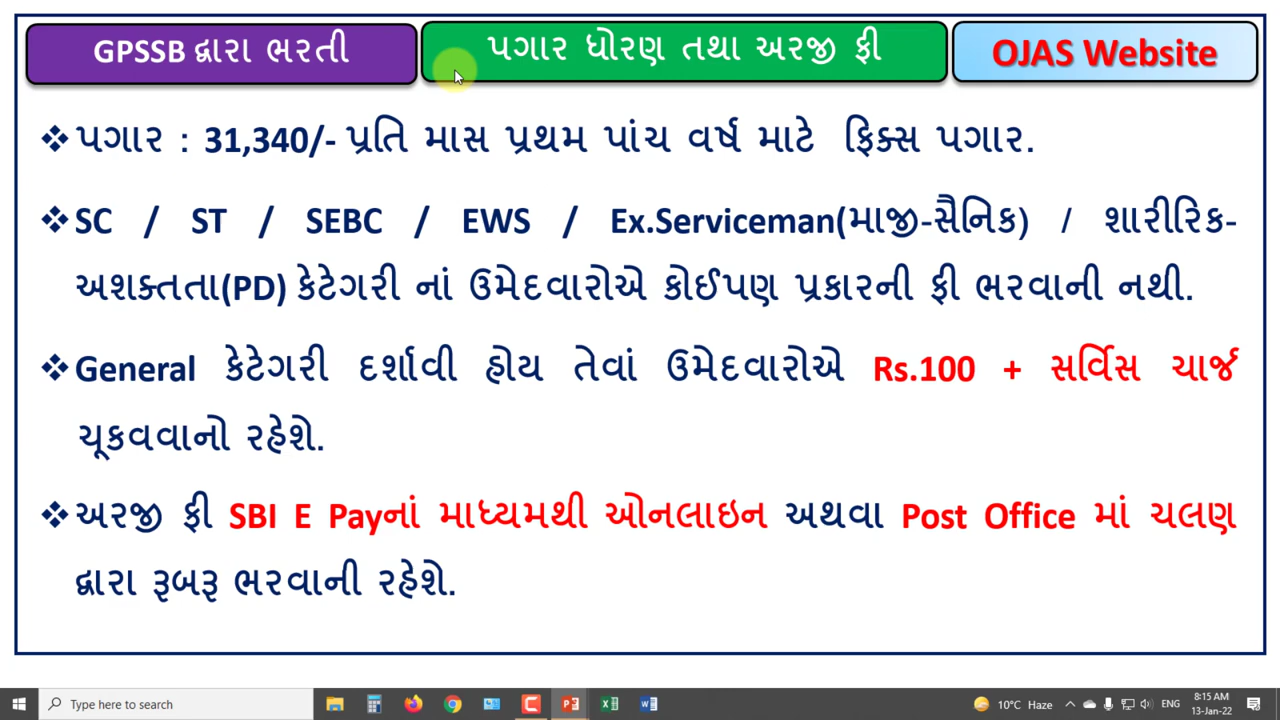 GPSSB દ્વારા ભરતી
પગાર ધોરણ તથા અરજી ફી
OJAS Website
❖ પગાર : 31,340/- પ્રતિ માસ પ્રથમ પાંચ વર્ષ માટે ફિક્સ પગાર.
❖ SC / ST / SEBC / EWS / Ex.Serviceman(માજી-સૈનિક) / શારીરિક-
અશક્તતા(PD) કેટેગરી નાં ઉમેદવારોએ કોઈપણ પ્રકારની ફી ભરવાની નથી.
❖ General કેટેગરી દર્શાવી હોય તેવાં ઉમેદવારોએ Rs.100 + સર્વિસ ચાર્જ
ચૂકવવાનો રહેશે.
❖ અરજી ફી SBI E Payનાં માધ્યમથી ઓનલાઇન અથવા Post Office માં ચલણ
દ્વારા રૂબરૂ ભરવાની રહેશે.
Type here to search
10°C Haze
ENG
8:15 AM
13-Jan-22